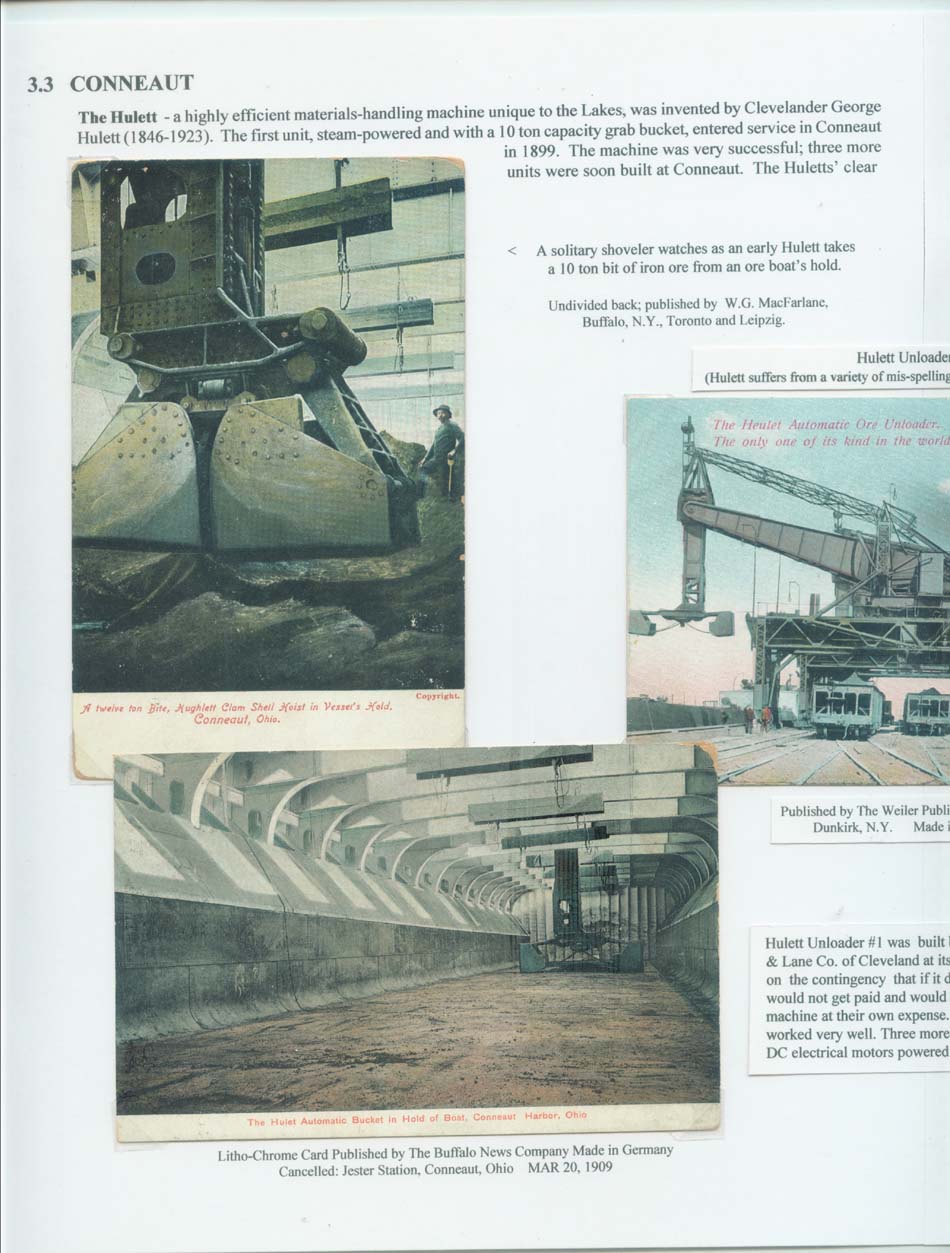 3.3 CONNEAUT
The Hulett - a highly efficient materials-handling machine unique to the Lakes, was invented by Clevelander George
Hulett (1846-1923). The first unit, steam-powered and with a 10 ton capacity grab bucket, entered service in Conneaut
in 1899. The machine was very successful; three more
units were soon built at Conneaut. The Huletts' clear
< A solitary shoveler watches as an early Hulett takes
a 10 ton bit of iron ore from an ore boat's hold.
Undivided back; published by W.G. MacFarlane,
Buffalo, N.Y., Toronto and Leipzig.
Hulett Unloader
(Hulett suffers from a variety of mis-spelling
The Heulet Automatic Ore Unloader.
The only one of its kind in the world
Copyright.
A twelve ton Bite, Hughlett Clam Shell Hoist in Vessel's Hold,
Conneaut, Ohio.
Published by The Weiler Publi
Dunkirk, N.Y. Made i
Hulett Unloader #1 was built
& Lane Co. of Cleveland at its
on the contingency that if it d
would not get paid and would
machine at their own expense.
worked very well. Three more
DC electrical motors powered
The Hulet Automatic Bucket in Hold of Boat, Conneaut Harbor, Ohio
Litho-Chrome Card Published by The Buffalo News Company Made in Germany
Cancelled: Jester Station, Conneaut, Ohio MAR 20, 1909